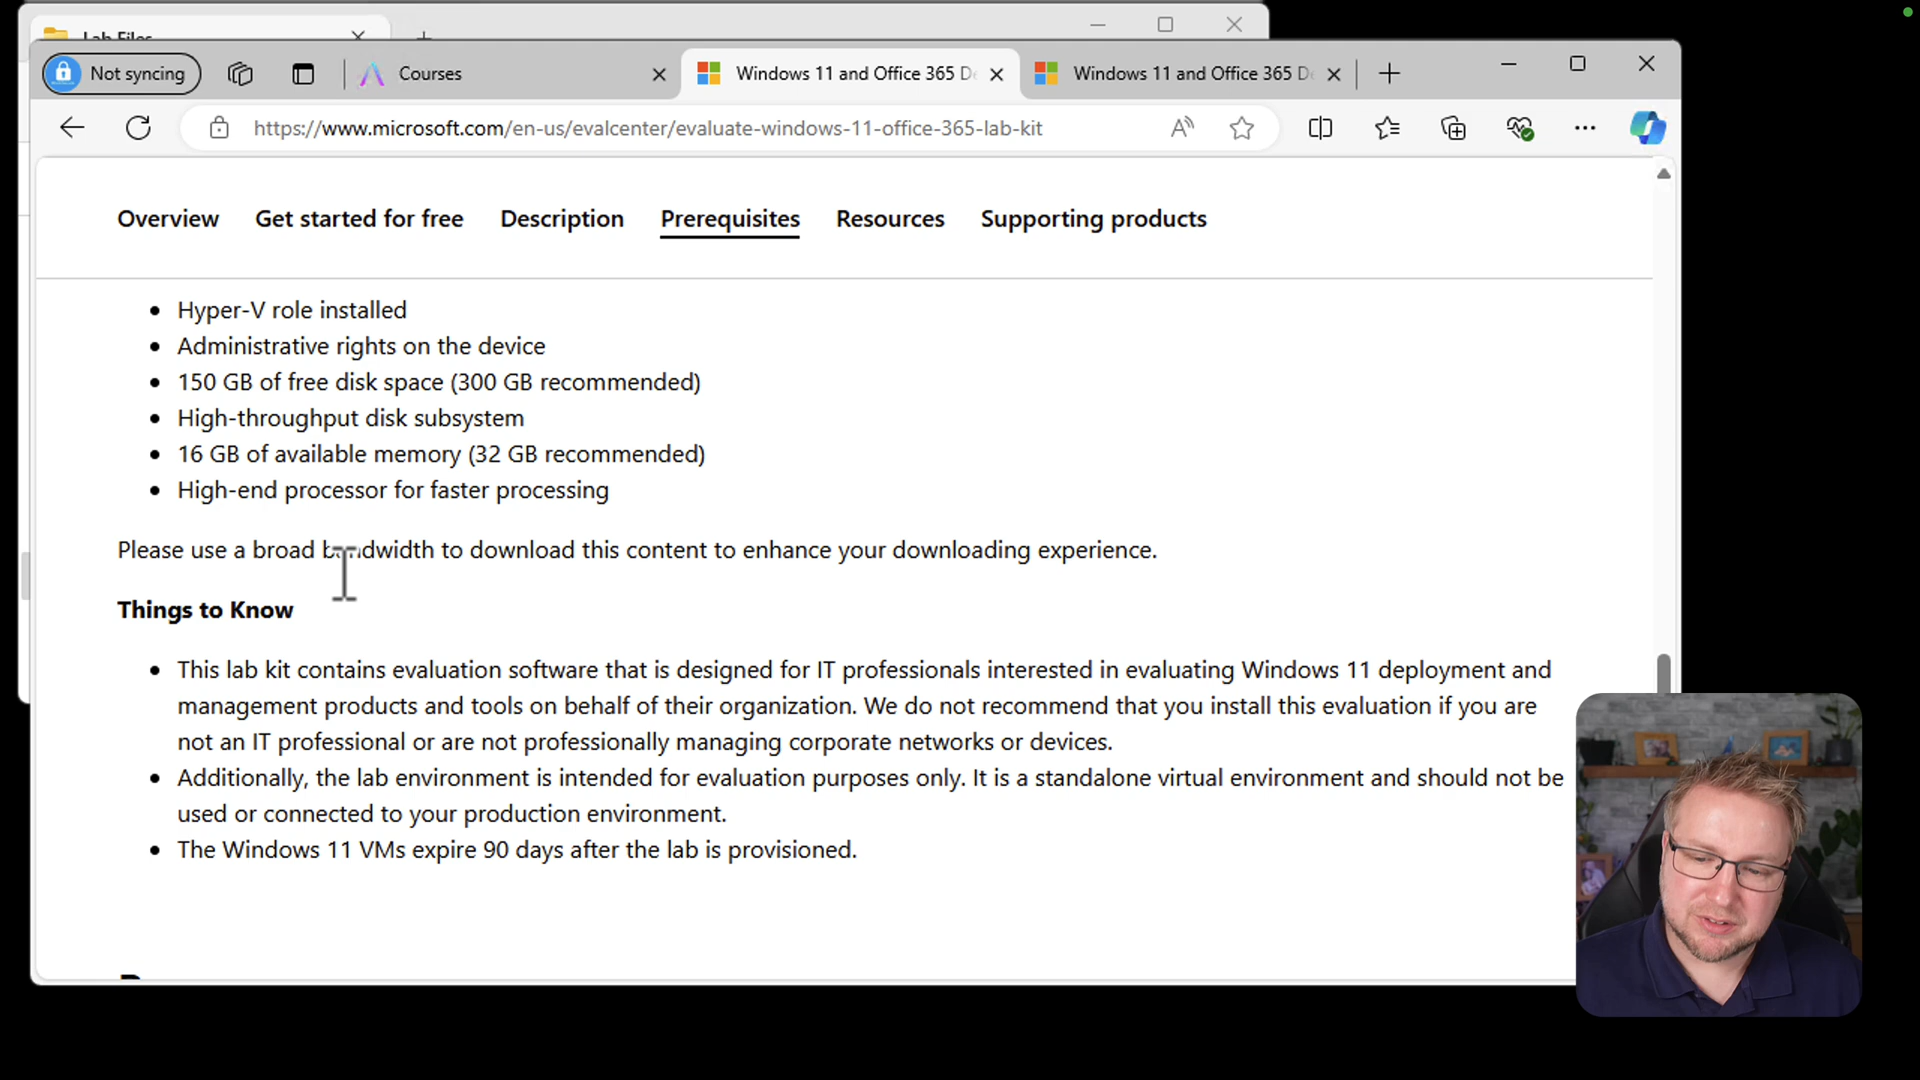 Lab Files
Not syncing
Courses
Windows 11 and Office 365 D
Windows 11 and Office 365 D
https://www.microsoft.com/en-us/evalcenter/evaluate-windows-11-office-365-lab-kit
Overview Get started for free Description Prerequisites Resources Supporting products
• Hyper-V role installed
• Administrative rights on the device
• 150 GB of free disk space (300 GB recommended)
• High-throughput disk subsystem
• 16 GB of available memory (32 GB recommended)
• High-end processor for faster processing
Please use a broad bandwidth to download this content to enhance your downloading experience.
Things to Know
• This lab kit contains evaluation software that is designed for IT professionals interested in evaluating Windows 11 deployment and
management products and tools on behalf of their organization. We do not recommend that you install this evaluation if you are
not an IT professional or are not professionally managing corporate networks or devices.
• Additionally, the lab environment is intended for evaluation purposes only. It is a standalone virtual environment and should not be
used or connected to your production environment.
• The Windows 11 VMs expire 90 days after the lab is provisioned.